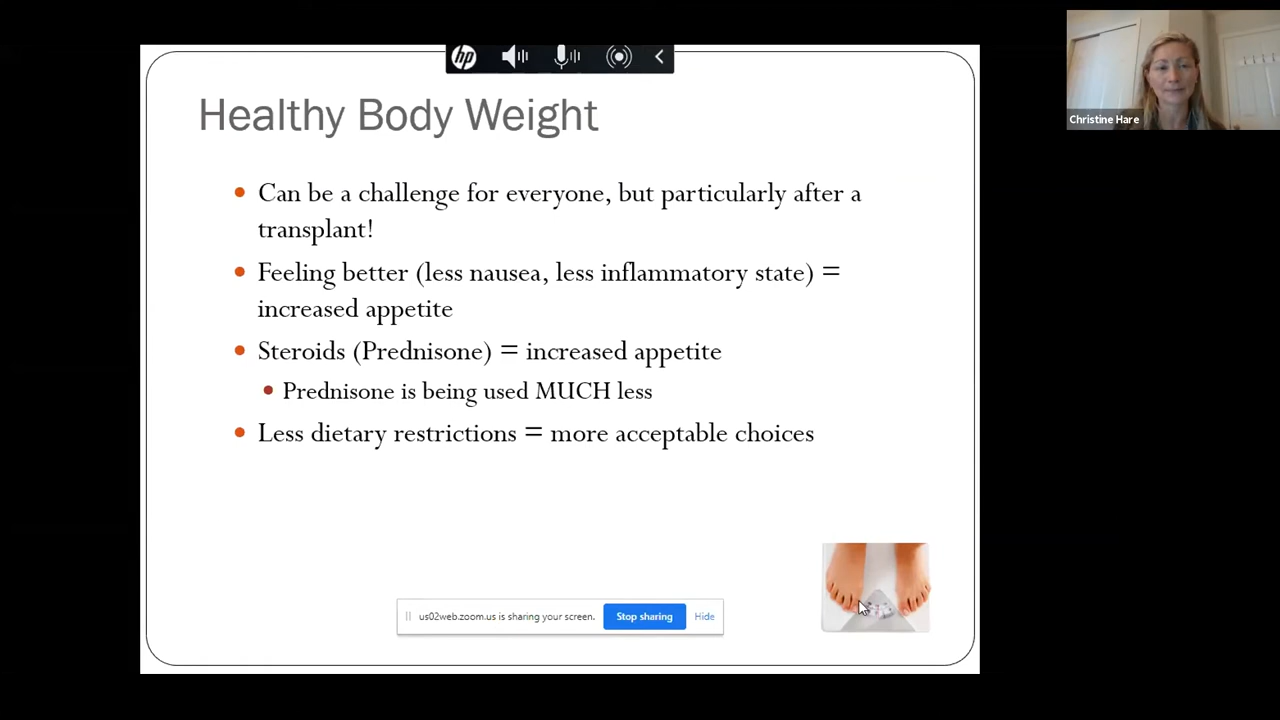 hp
Christine Hare
Healthy Body Weight
Can be a challenge for everyone, but particularly after a
transplant!
Feeling better (less nausea, less inflammatory state) =
increased appetite
Steroids (Prednisone) = increased appetite
Prednisone is being used MUCH less
Less dietary restrictions = more acceptable choices
us02web.zoom.us is sharing your screen. Stop sharing Hide